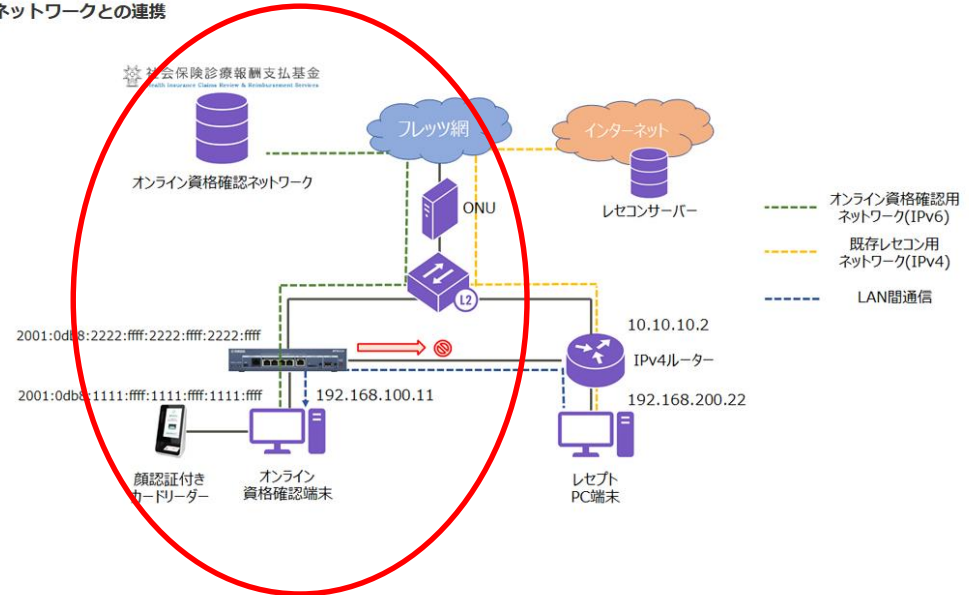 ネットワークとの連携
社会保険診療報酬支払基金
Health Insurance Claims Review & Reimbursement Services
フレッツ網
インターネット
オンライン資格確認ネットワーク
ONU
レセコンサーバー
オンライン資格確認用
ネットワーク(IPv6)
既存レセコン用
ネットワーク(IPv4)
LAN間通信
L2
2001:0db8:2222:ffff:2222:ffff:2222:ffff
10.10.10.2
IPv4ルーター
2001:0db8:1111:ffff:1111:ffff:1111:ffff
192.168.100.11
192.168.200.22
顔認証付き
カードリーダー
オンライン
資格確認端末
レセプト
PC端末